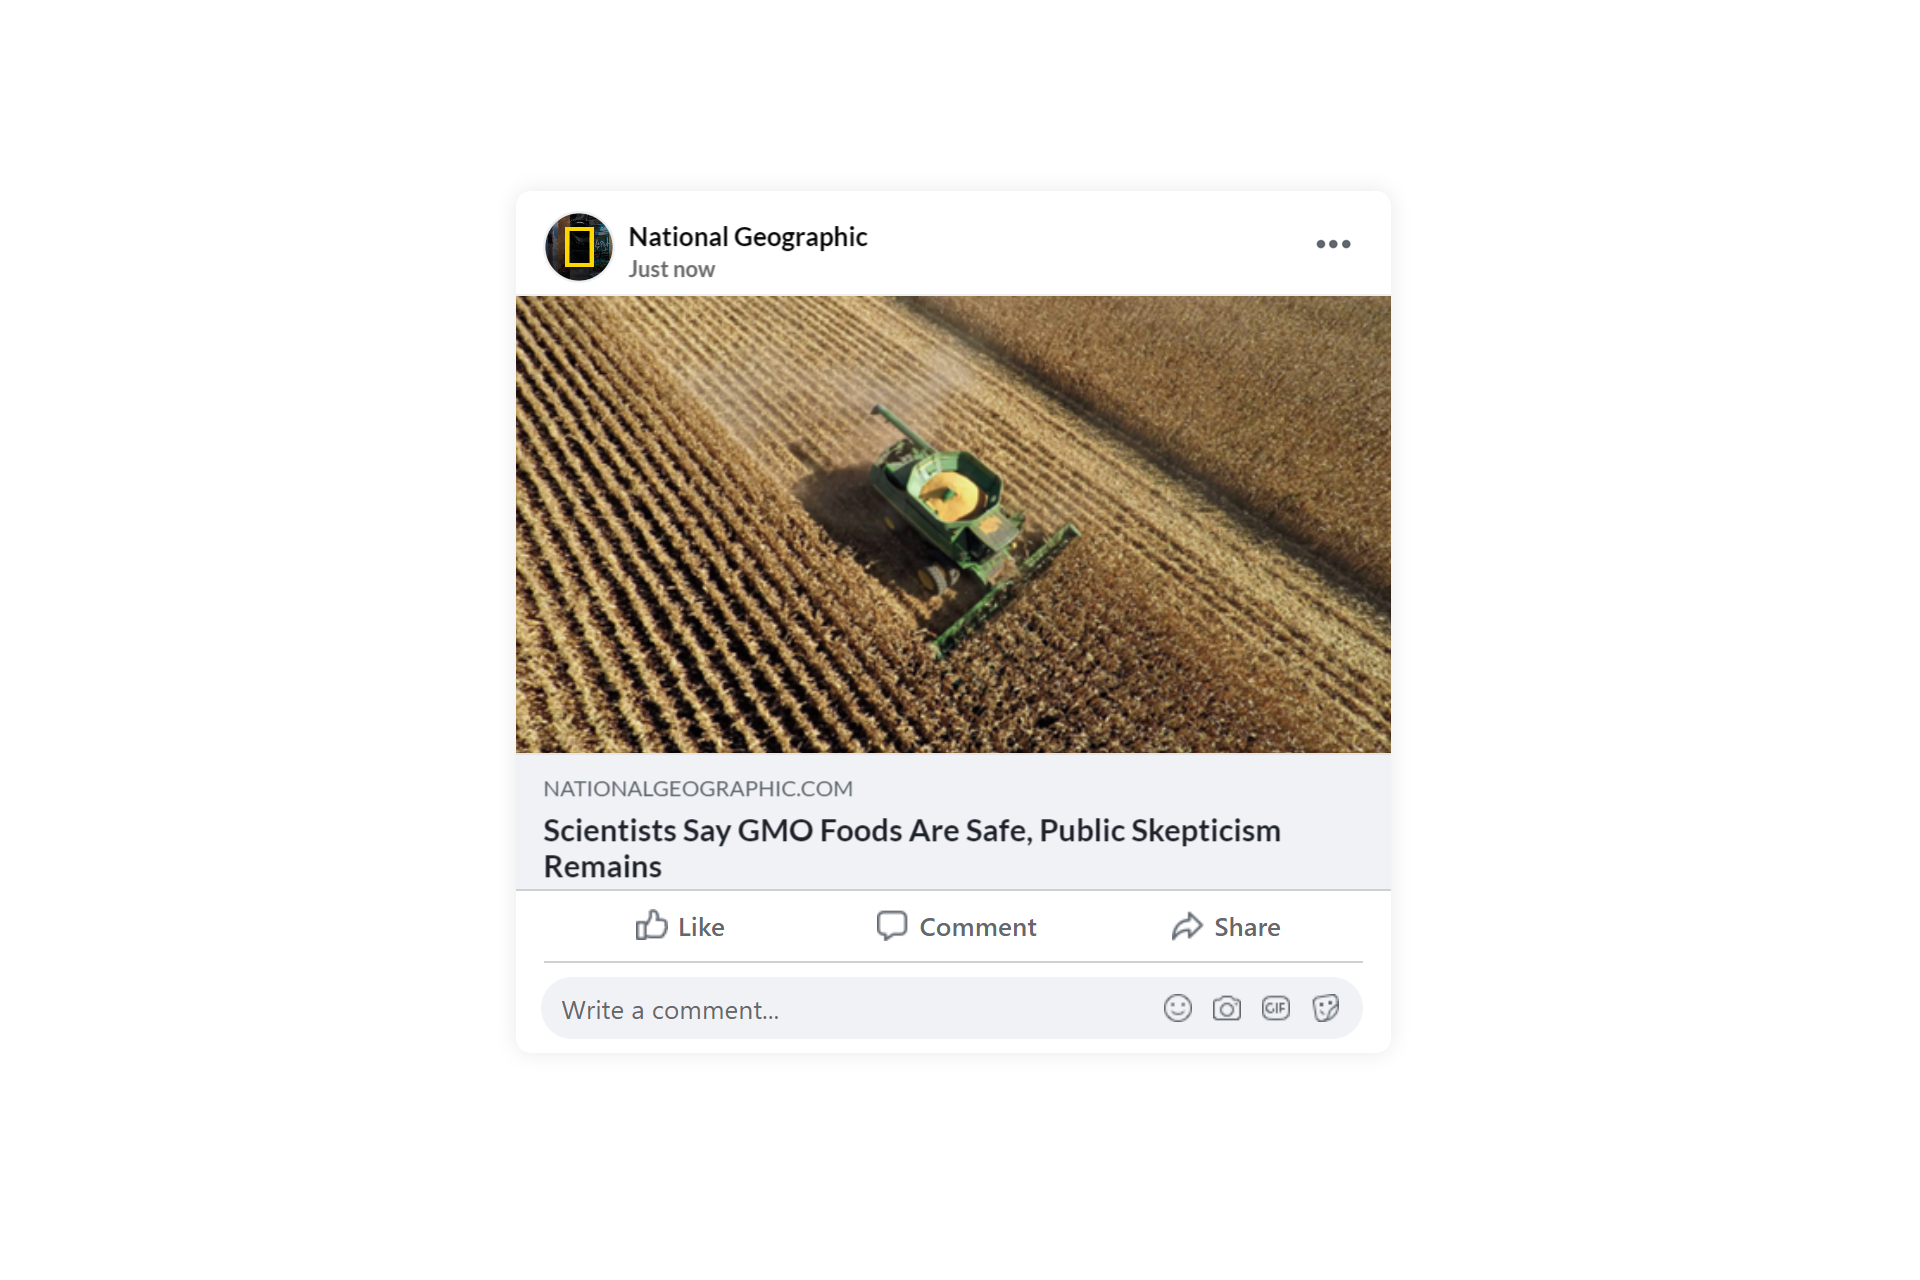 National Geographic
Just now
NATIONALGEOGRAPHIC.COM
Scientists Say GMO Foods Are Safe, Public Skepticism
Remains
Like
Comment
Share
Write a comment...
GIF